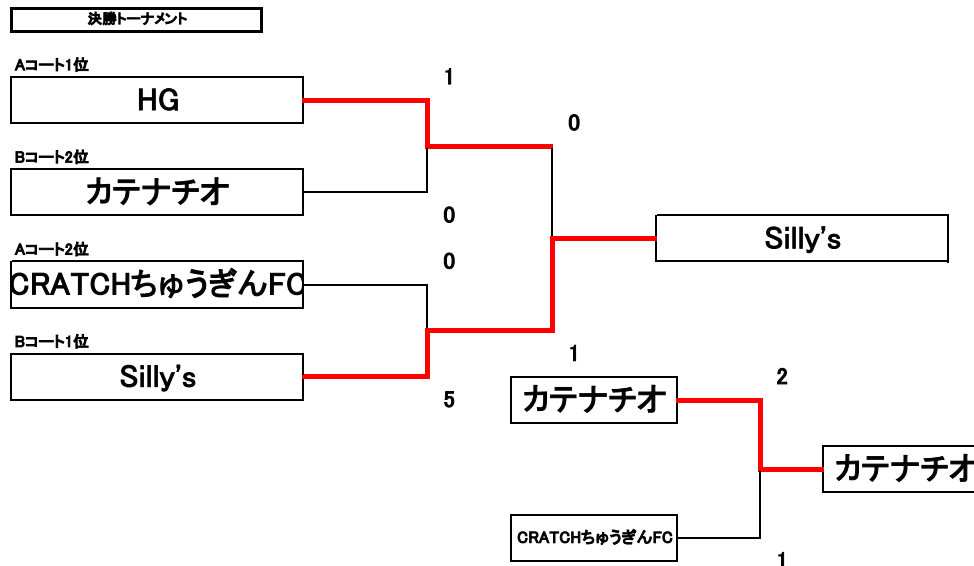 決勝トーナメント
Aコート1位
HG
1
0
Bコート2位
カテナチオ
0
Aコート2位
0
CRATCHちゅうぎんFC
Silly's
Bコート1位
Silly's
1
5
カテナチオ
2
カテナチオ
CRATCHちゅうぎんFC
1